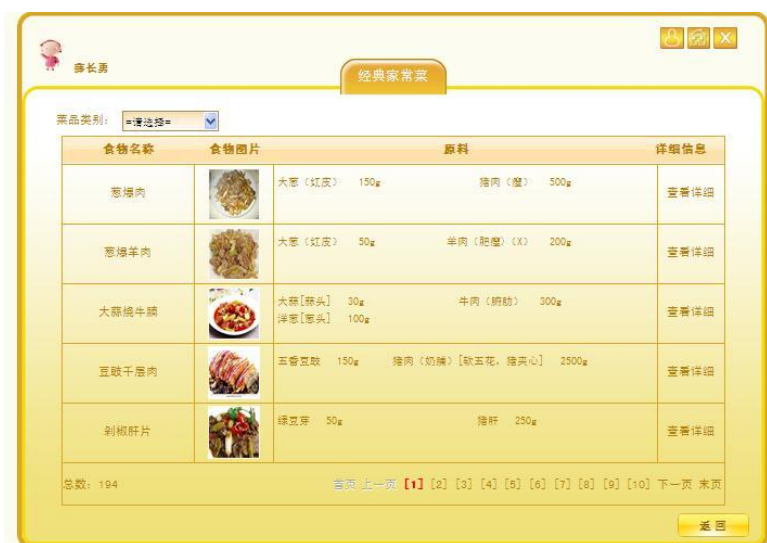 薛长勇
经典家常菜
菜品类别： =请选择=
食物名称 食物图片 原料 详细信息
葱爆肉 大葱（红皮） 150g 猪肉（瘦） 500g 查看详细
葱爆羊肉 大葱（红皮） 50g 羊肉（肥瘦）(X) 200g 查看详细
大蒜烧牛腩 大蒜[蒜头] 30g 牛肉（腑肋） 300g 查看详细
洋葱[葱头] 100g
豆豉千层肉 五香豆豉 150g 猪肉（奶脯）[软五花，猪夹心] 2500g 查看详细
剁椒肝片 绿豆芽 50g 猪肝 250g 查看详细
总数：194 首页 上一页 [1] [2] [3] [4] [5] [6] [7] [8] [9] [10] 下一页 末页
返回